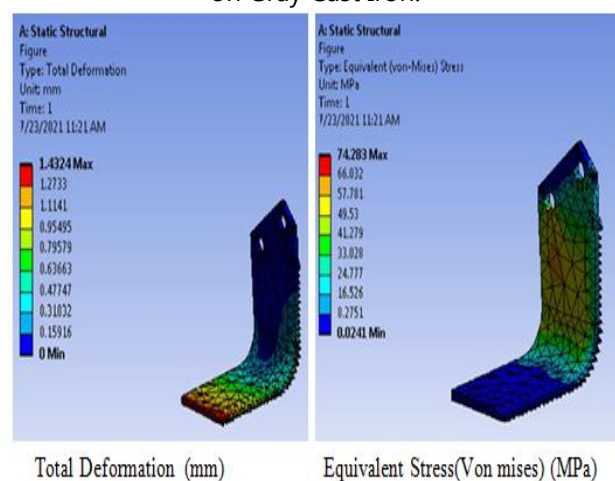 on Gray Cast Iron.
A: Static Structural
Figure
Type: Total Deformation
Unit: mm
Time: 1
7/23/2021 11:21 AM
1.4324 Max
1.2733
1.1141
0.95495
0.79579
0.63663
0.47747
0.31832
0.15916
0 Min
A: Static Structural
Figure
Type: Equivalent (von-Mises) Stress
Unit: MPa
Time: 1
7/23/2021 11:21 AM
74.283 Max
66.032
57.781
49.53
41.279
33.028
24.777
16.526
8.2751
0.0241 Min
Total Deformation (mm)
Equivalent Stress(Von mises) (MPa)